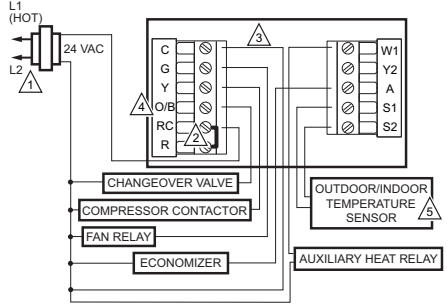 L1
(HOT)
24 VAC
L2
1
C
G
Y
O/B
RC
R
2
3
4
W1
Y2
A
S1
S2
CHANGEOVER VALVE
COMPRESSOR CONTACTOR
FAN RELAY
ECONOMIZER
OUTDOOR/INDOOR
TEMPERATURE
SENSOR
5
AUXILIARY HEAT RELAY